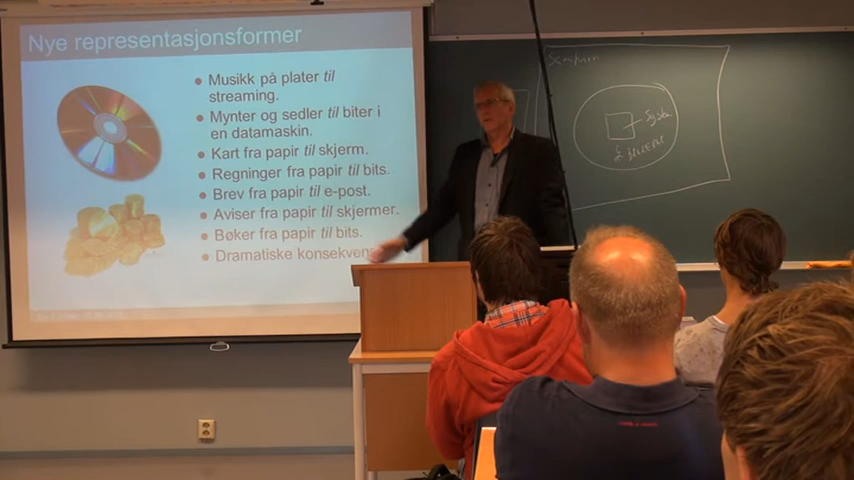 Nye representasjonsformer
Musikk på plater til
streaming.
Mynter og sedler til biter i
en datamaskin.
Kart fra papir til skjerm.
Regninger fra papir til bits.
Brev fra papir til e-post.
Aviser fra papir til skjermer.
Bøker fra papir til bits.
Dramatiske konsekvens